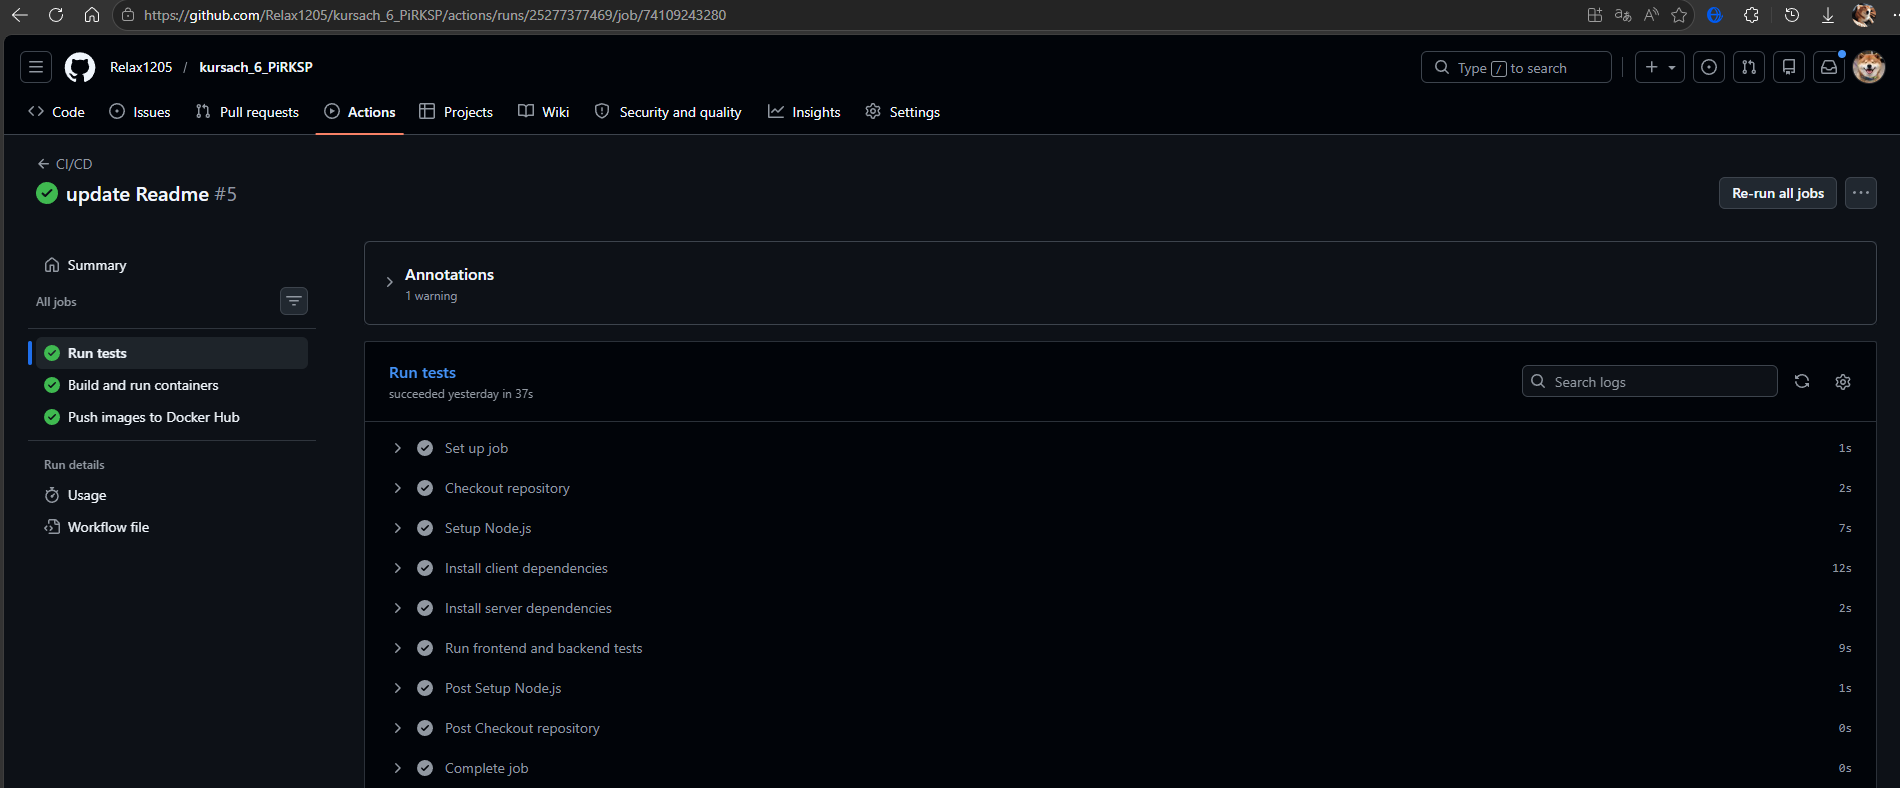 https://github.com/Relax1205/kursach_6_PiRKSP/actions/runs/25277377469/job/74109243280
Relax1205 / kursach_6_PiRKSP
Type / to search
Code Issues Pull requests Actions Projects Wiki Security and quality Insights Settings
CI/CD
update Readme #5
Re-run all jobs
Summary
All jobs
Run tests
Build and run containers
Push images to Docker Hub
Run details
Usage
Workflow file
Annotations
1 warning
Run tests
succeeded yesterday in 37s
Search logs
Set up job 1s
Checkout repository 2s
Setup Node.js 7s
Install client dependencies 12s
Install server dependencies 2s
Run frontend and backend tests 9s
Post Setup Node.js 1s
Post Checkout repository 0s
Complete job 0s